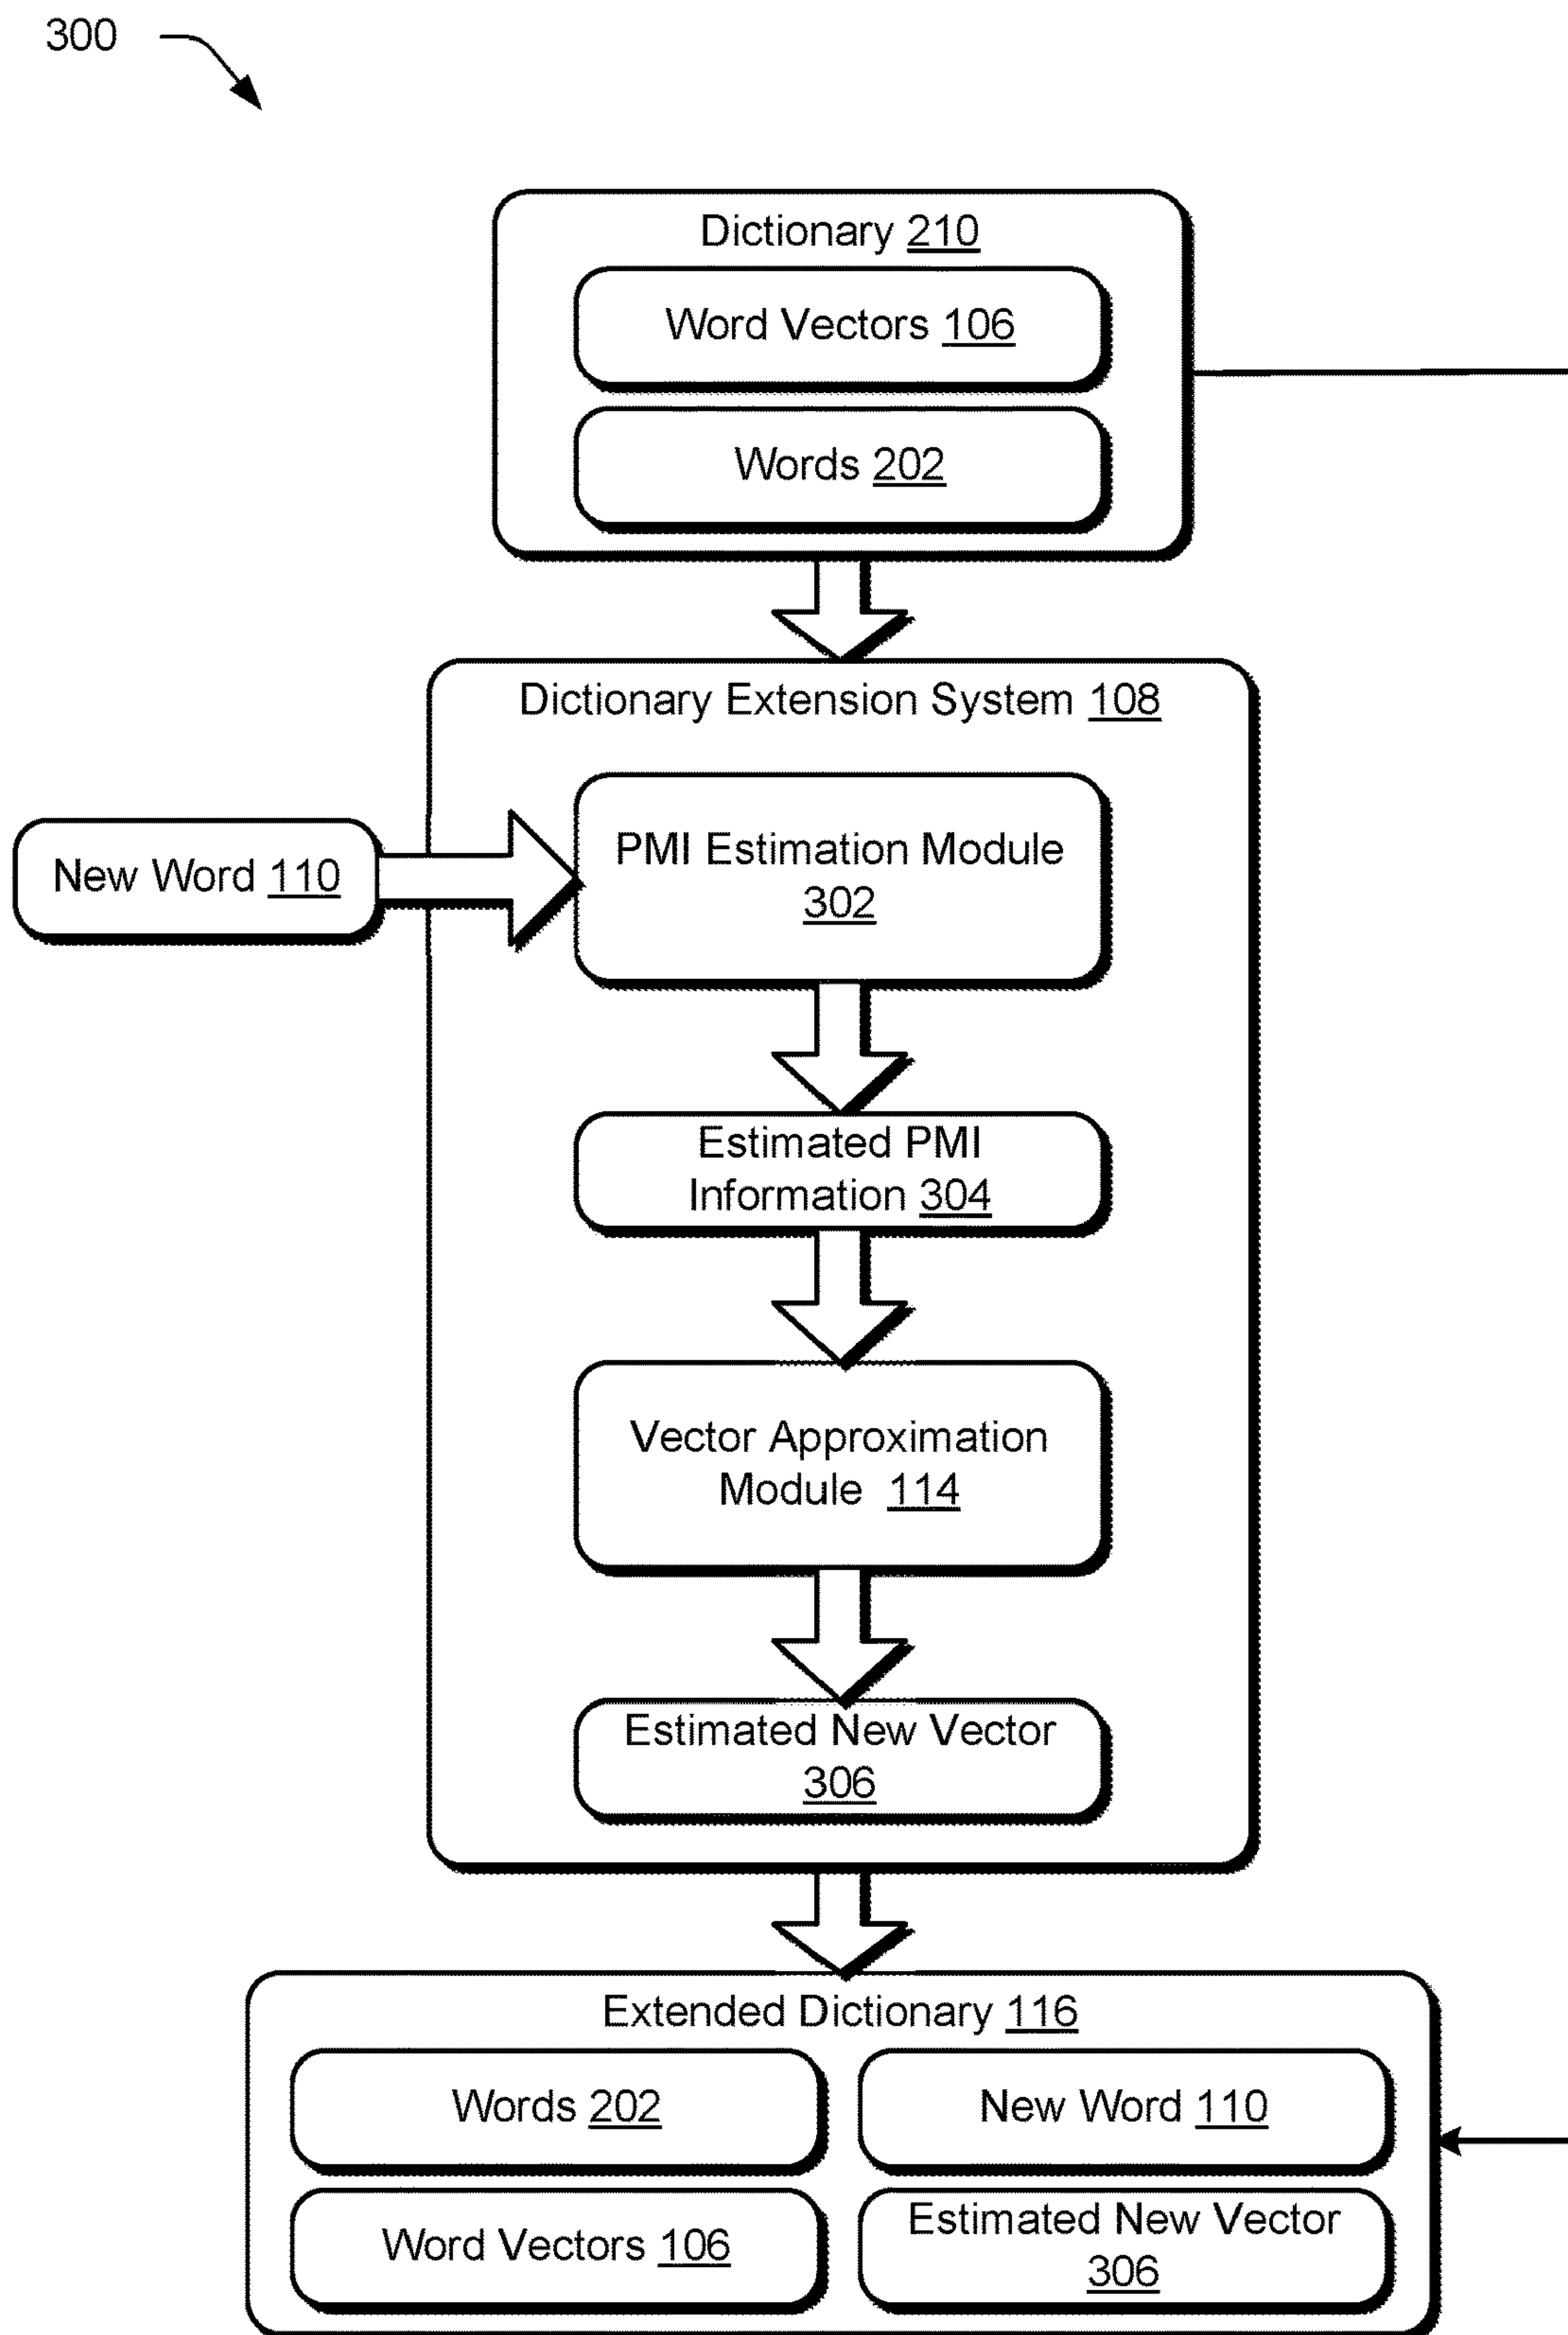 300
Dictionary 210
Word Vectors 106
Words 202
Dictionary Extension System 108
New Word 110
PMI Estimation Module
302
Estimated PMI
Information 304
Vector Approximation
Module 114
Estimated New Vector
306
Extended Dictionary 116
Words 202
New Word 110
Word Vectors 106
Estimated New Vector
306